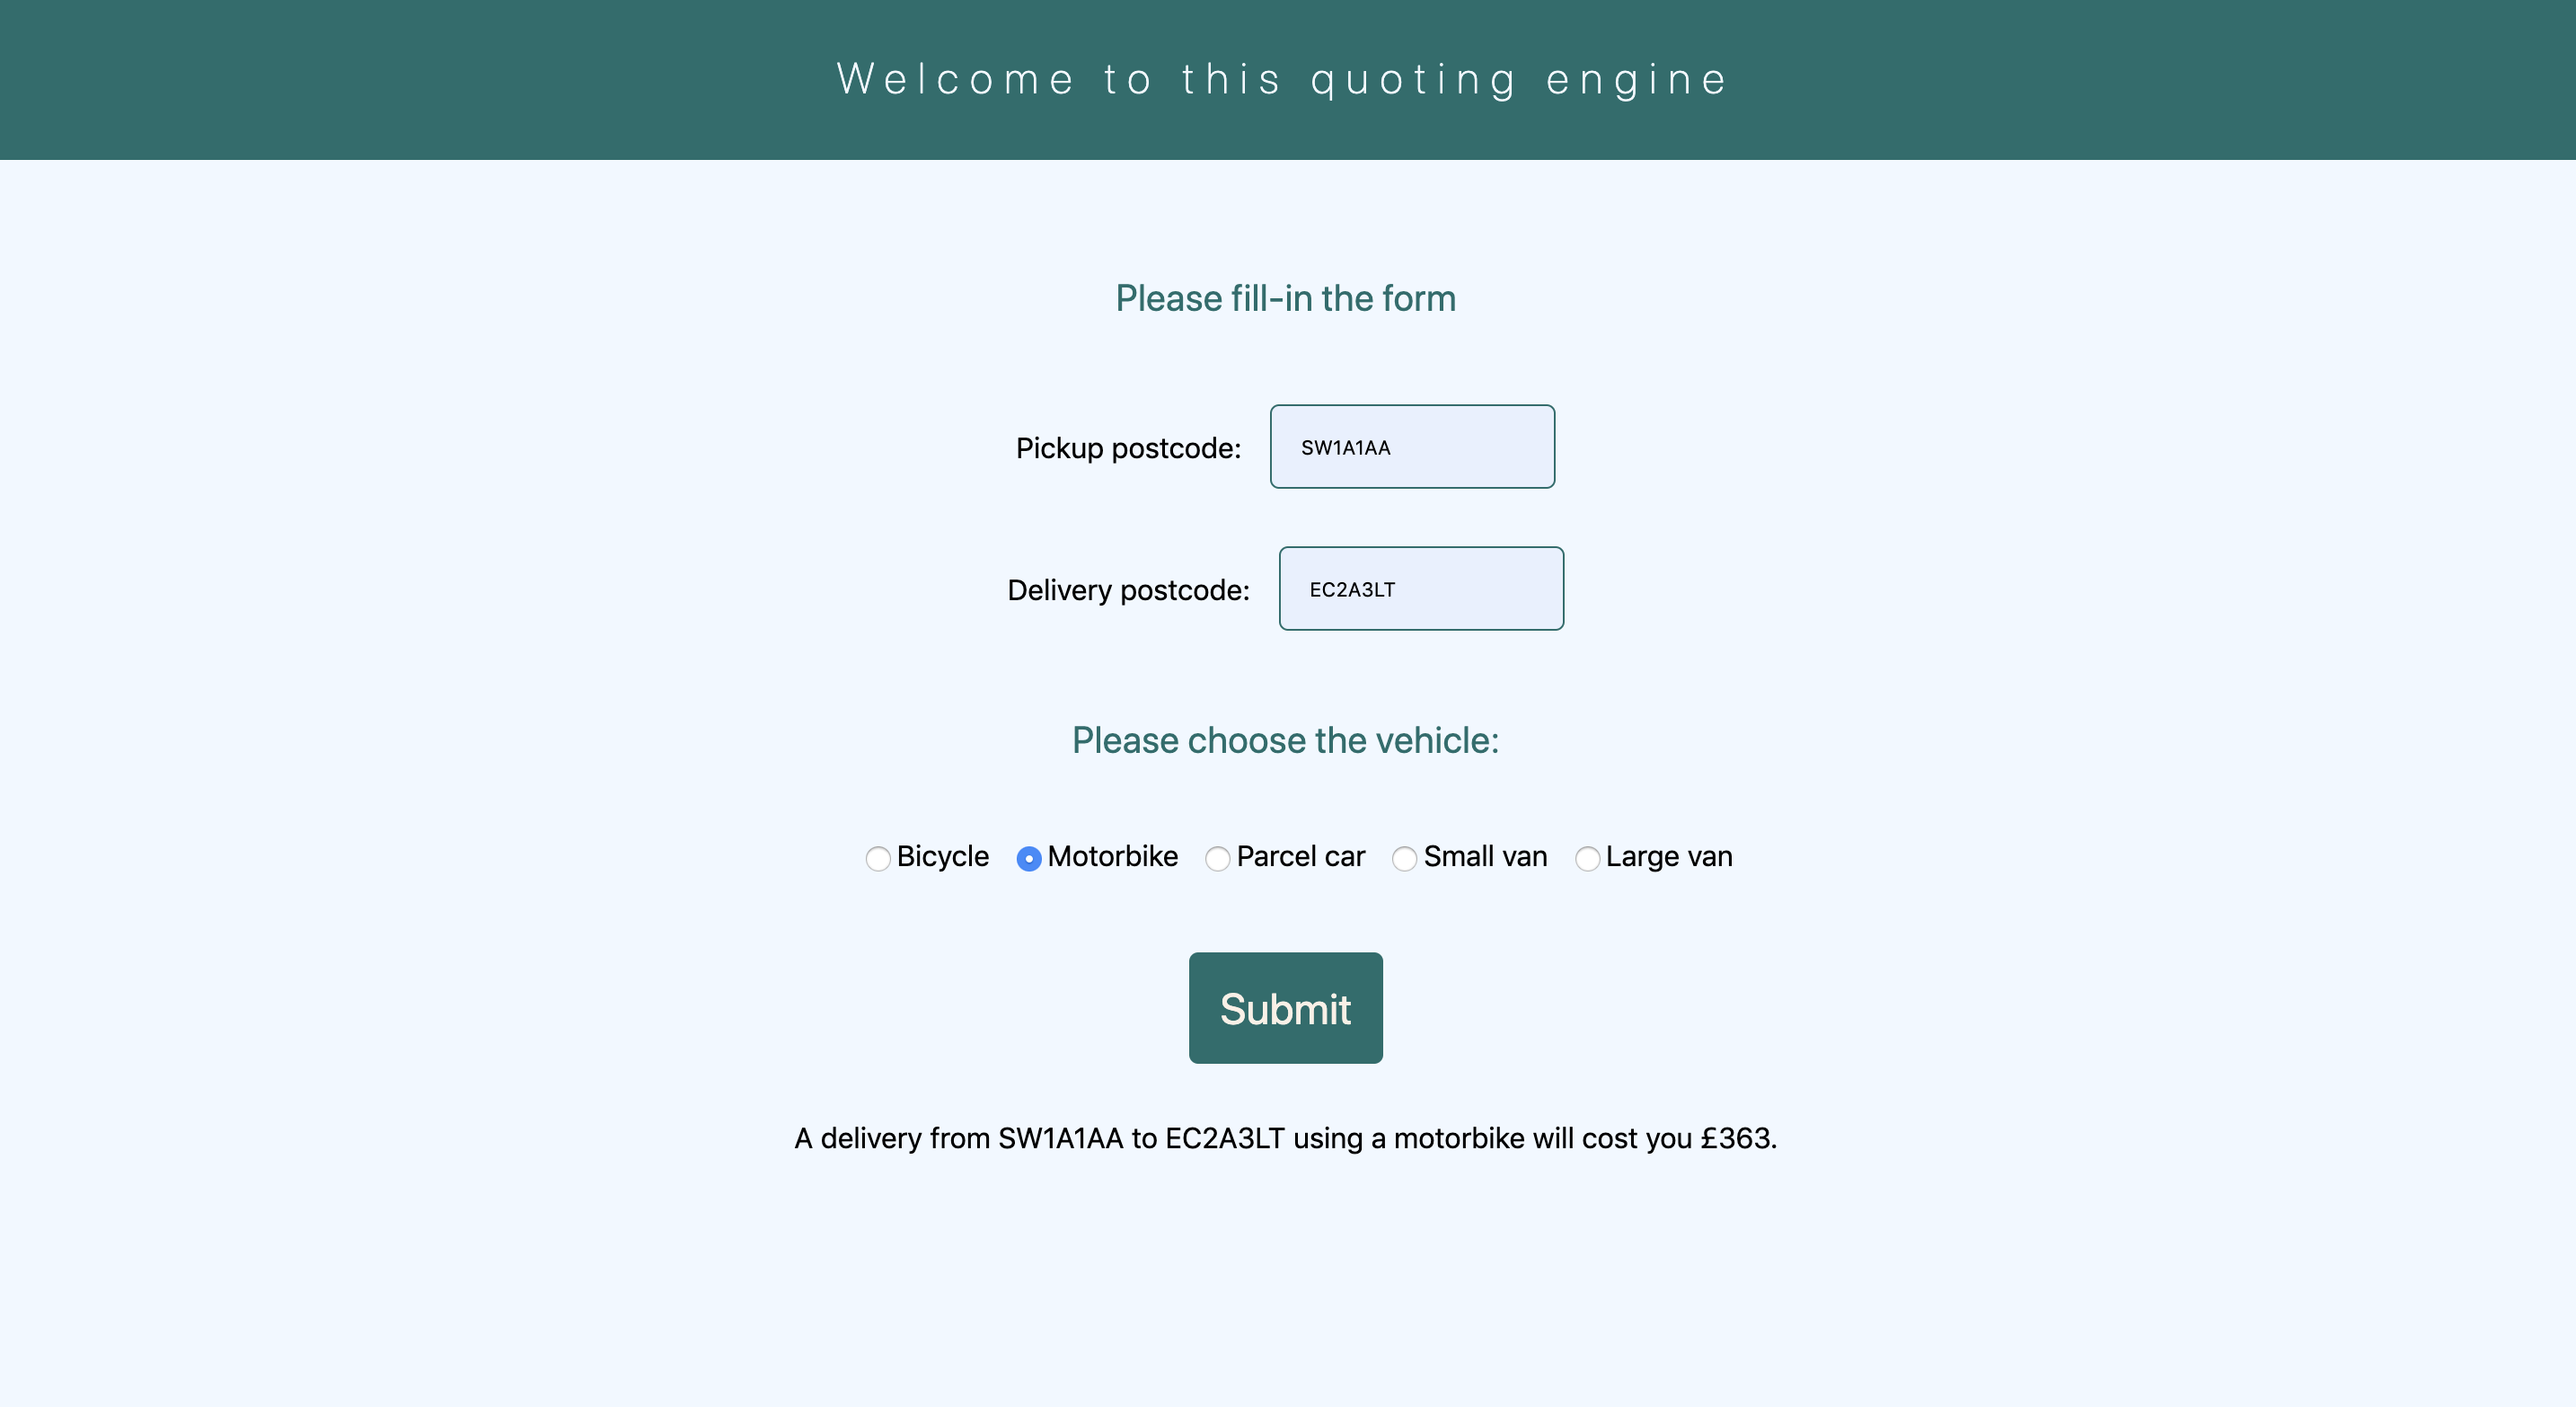 Welcome to this quoting engine
Please fill-in the form
Pickup postcode: SW1A1AA
Delivery postcode: EC2A3LT
Please choose the vehicle:
Bicycle Motorbike Parcel car Small van Large van
Submit
A delivery from SW1A1AA to EC2A3LT using a motorbike will cost you £363.